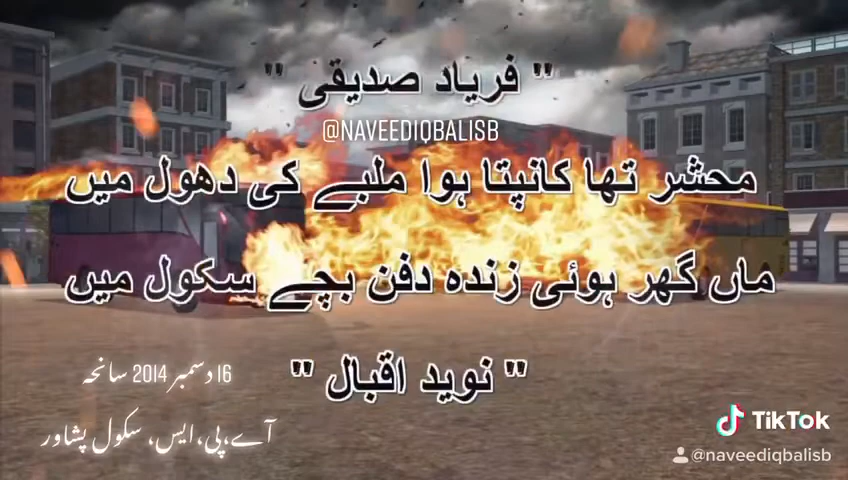 " فریاد صدیقی "
@NAVEEDIQBALISB
محشر تھا کانپتا ہوا ملبے کی دھول میں
ماں گھر ہوئی زندہ دفن بچے سکول میں
" نوید اقبال "
16 دسمبر 2014 سانحہ
آے،پی،ایس، سکول پشاور
TikTok
@naveediqbalisb